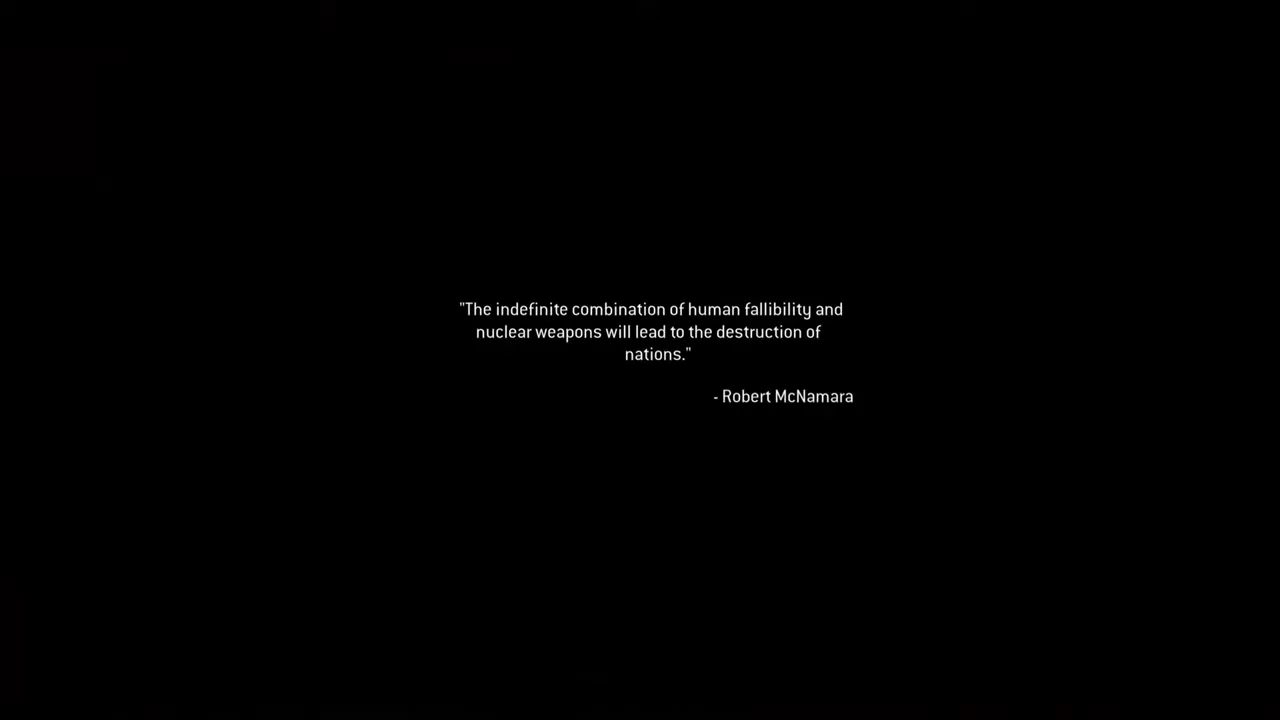 "The indefinite combination of human fallibility and
nuclear weapons will lead to the destruction of
nations."
- Robert McNamara